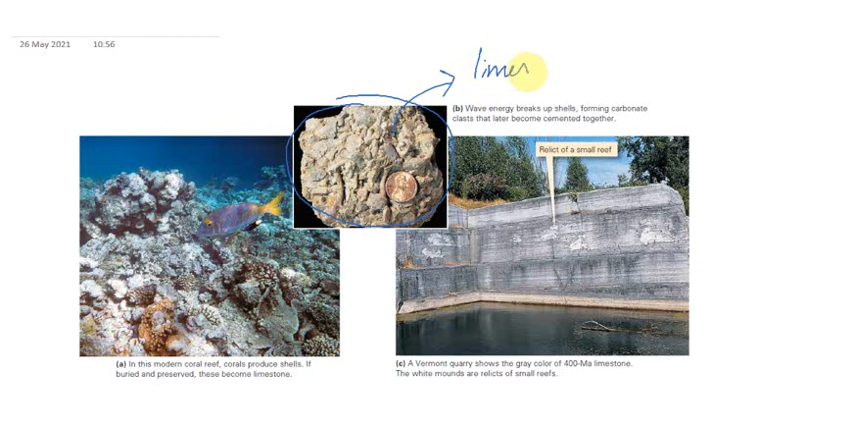 26 May 2021 10:56
lime
(b) Wave energy breaks up shells, forming carbonate
clasts that later become cemented together.
Relict of a small reef
(a) In this modern coral reef, corals produce shells. If
buried and preserved, these become limestone.
(c) A Vermont quarry shows the gray color of 400-Ma limestone.
The white mounds are relicts of small reefs.